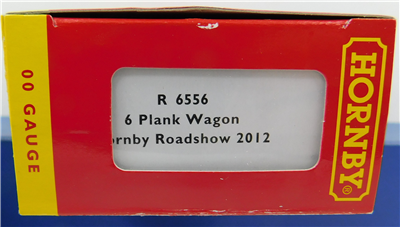 00 GAUGE
R 6556
6 Plank Wagon
ornby Roadshow 2012
HORNBY®